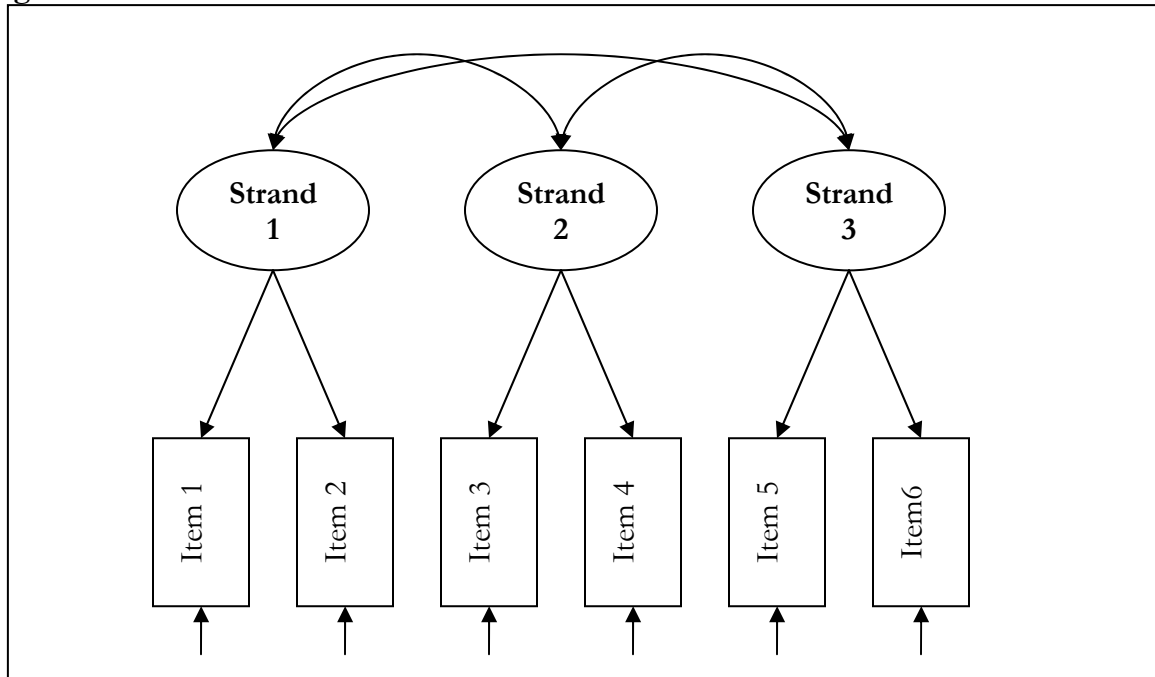 Strand
1
Strand
2
Strand
3
Item 1
Item 2
Item 3
Item 4
Item 5
Item6